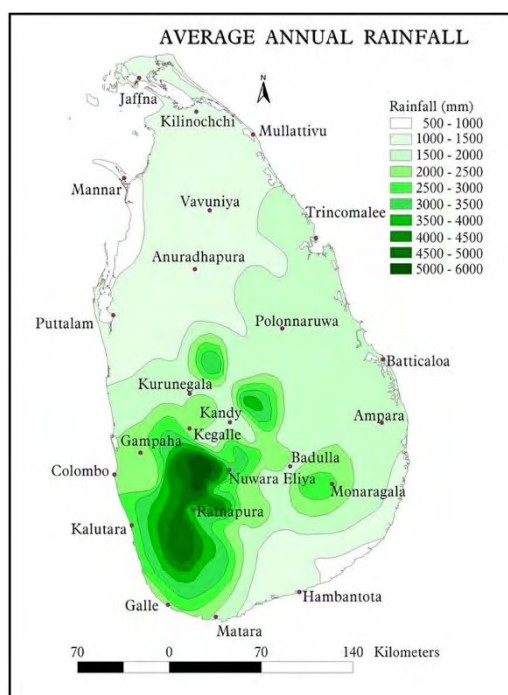 AVERAGE ANNUAL RAINFALL
N
Jaffna
Kilinochchi
Mullattivu
Rainfall (mm)
500 - 1000
1000 - 1500
1500 - 2000
2000 - 2500
2500 - 3000
3000 - 3500
3500 - 4000
4000 - 4500
4500 - 5000
5000 - 6000
Mannar
Vavuniya
Trincomalee
Anuradhapura
Puttalam
Polonnaruwa
Batticaloa
Kurunegala
Kandy
Ampara
Kegalle
Gampaha
Badulla
Colombo
Nuwara Eliya
Monaragala
Ratnapura
Kalutara
Hambantota
Galle
Matara
70 0 70 140 Kilometers